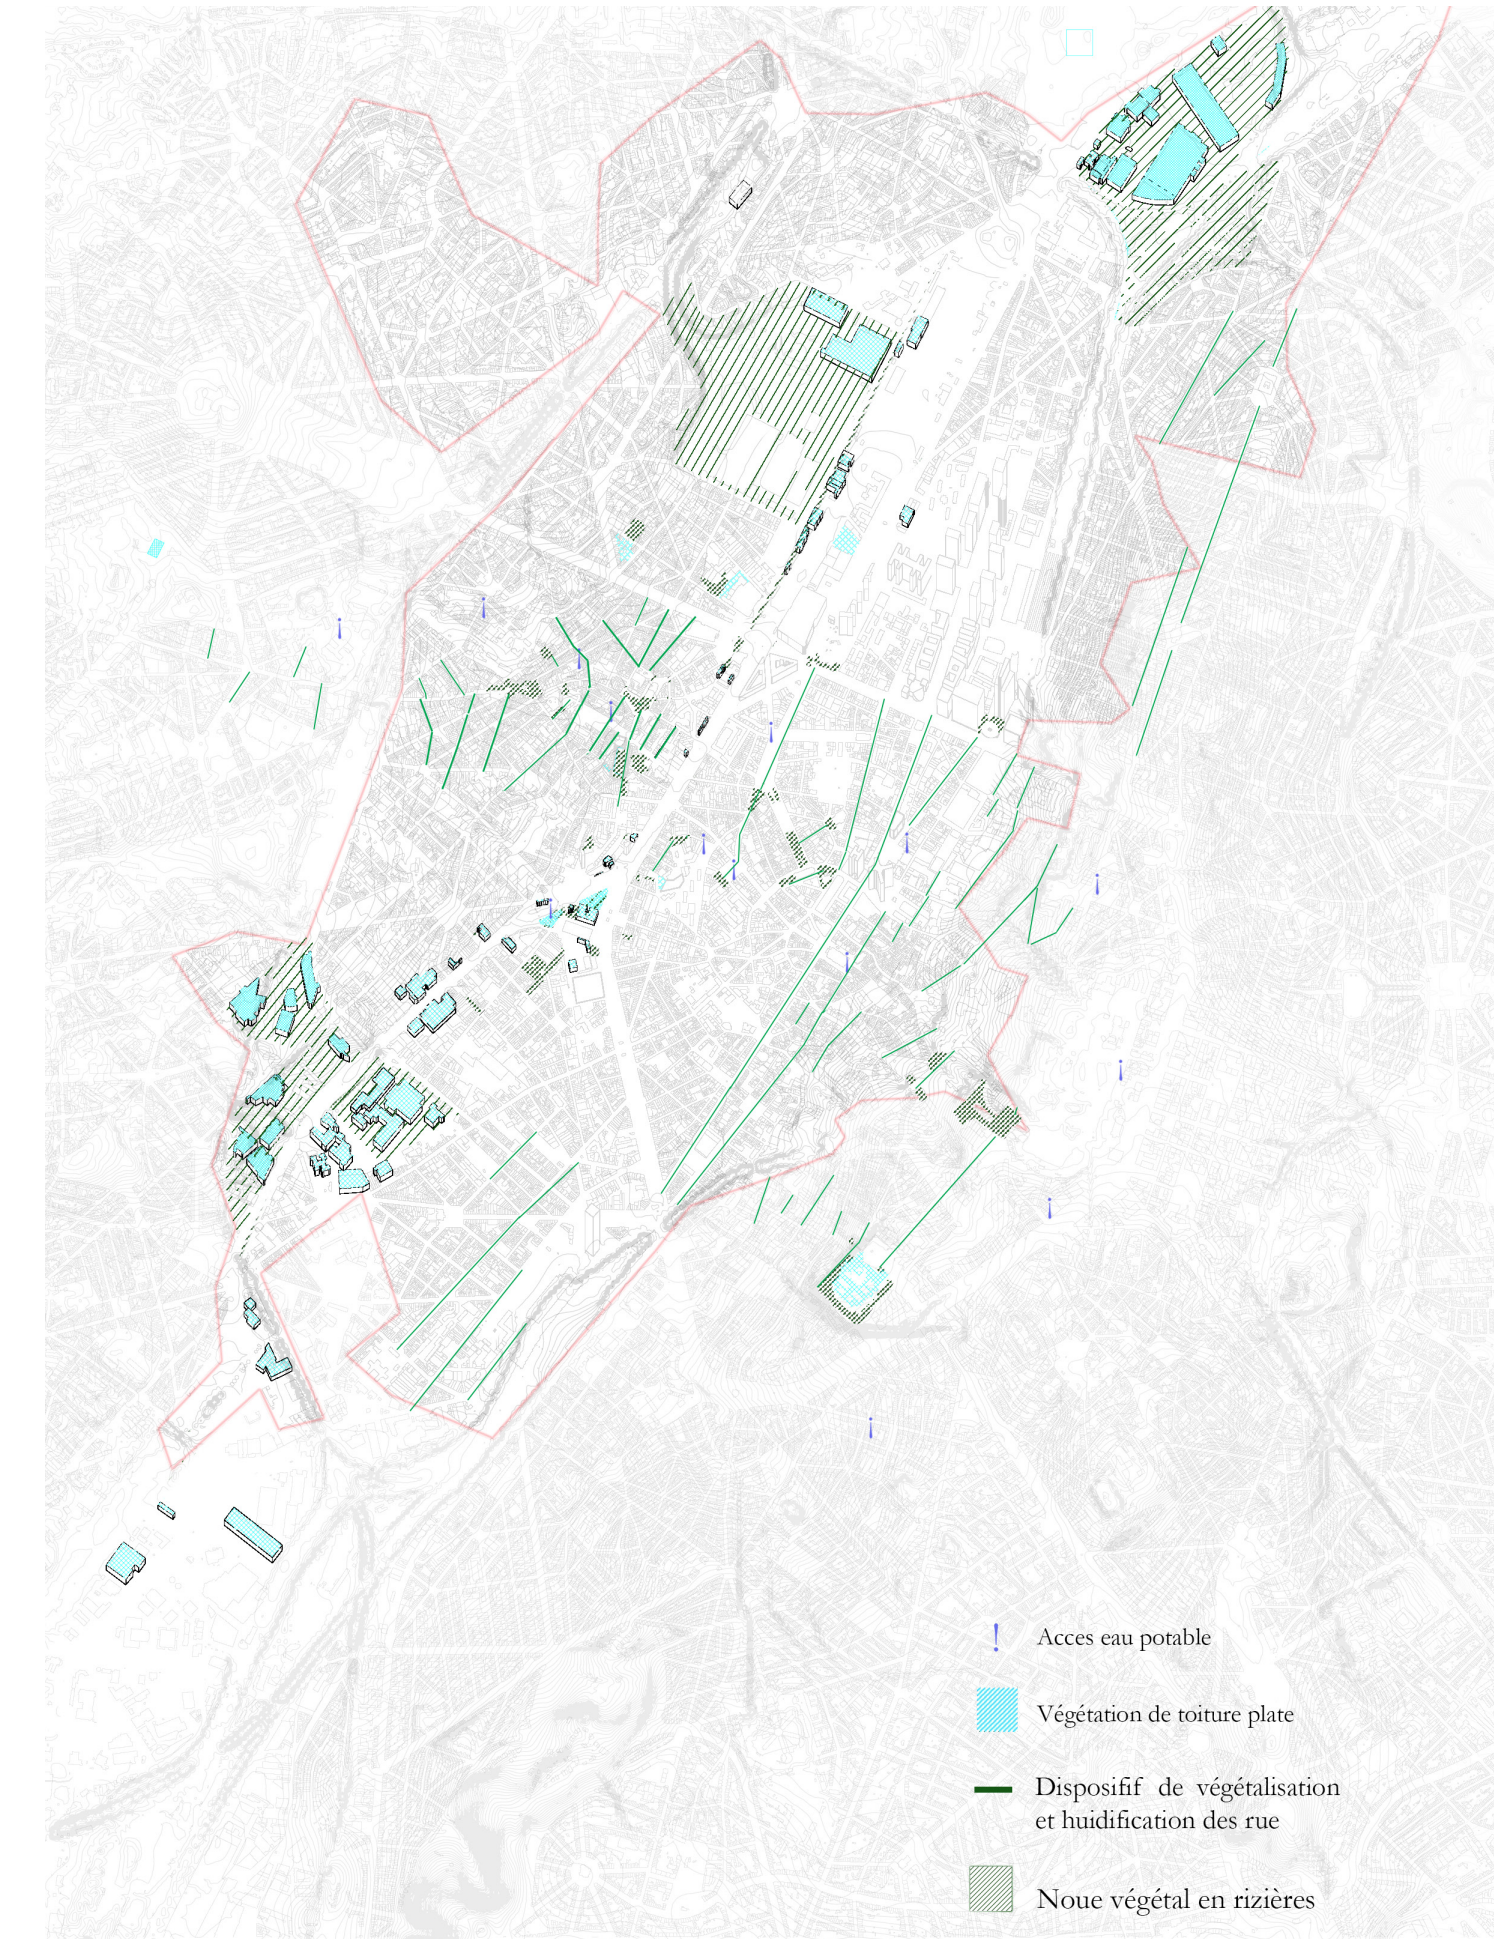 Acces eau potable
Végétation de toiture plate
Disposifif de végétalisation
et huidification des rue
Noue végétal en rizières